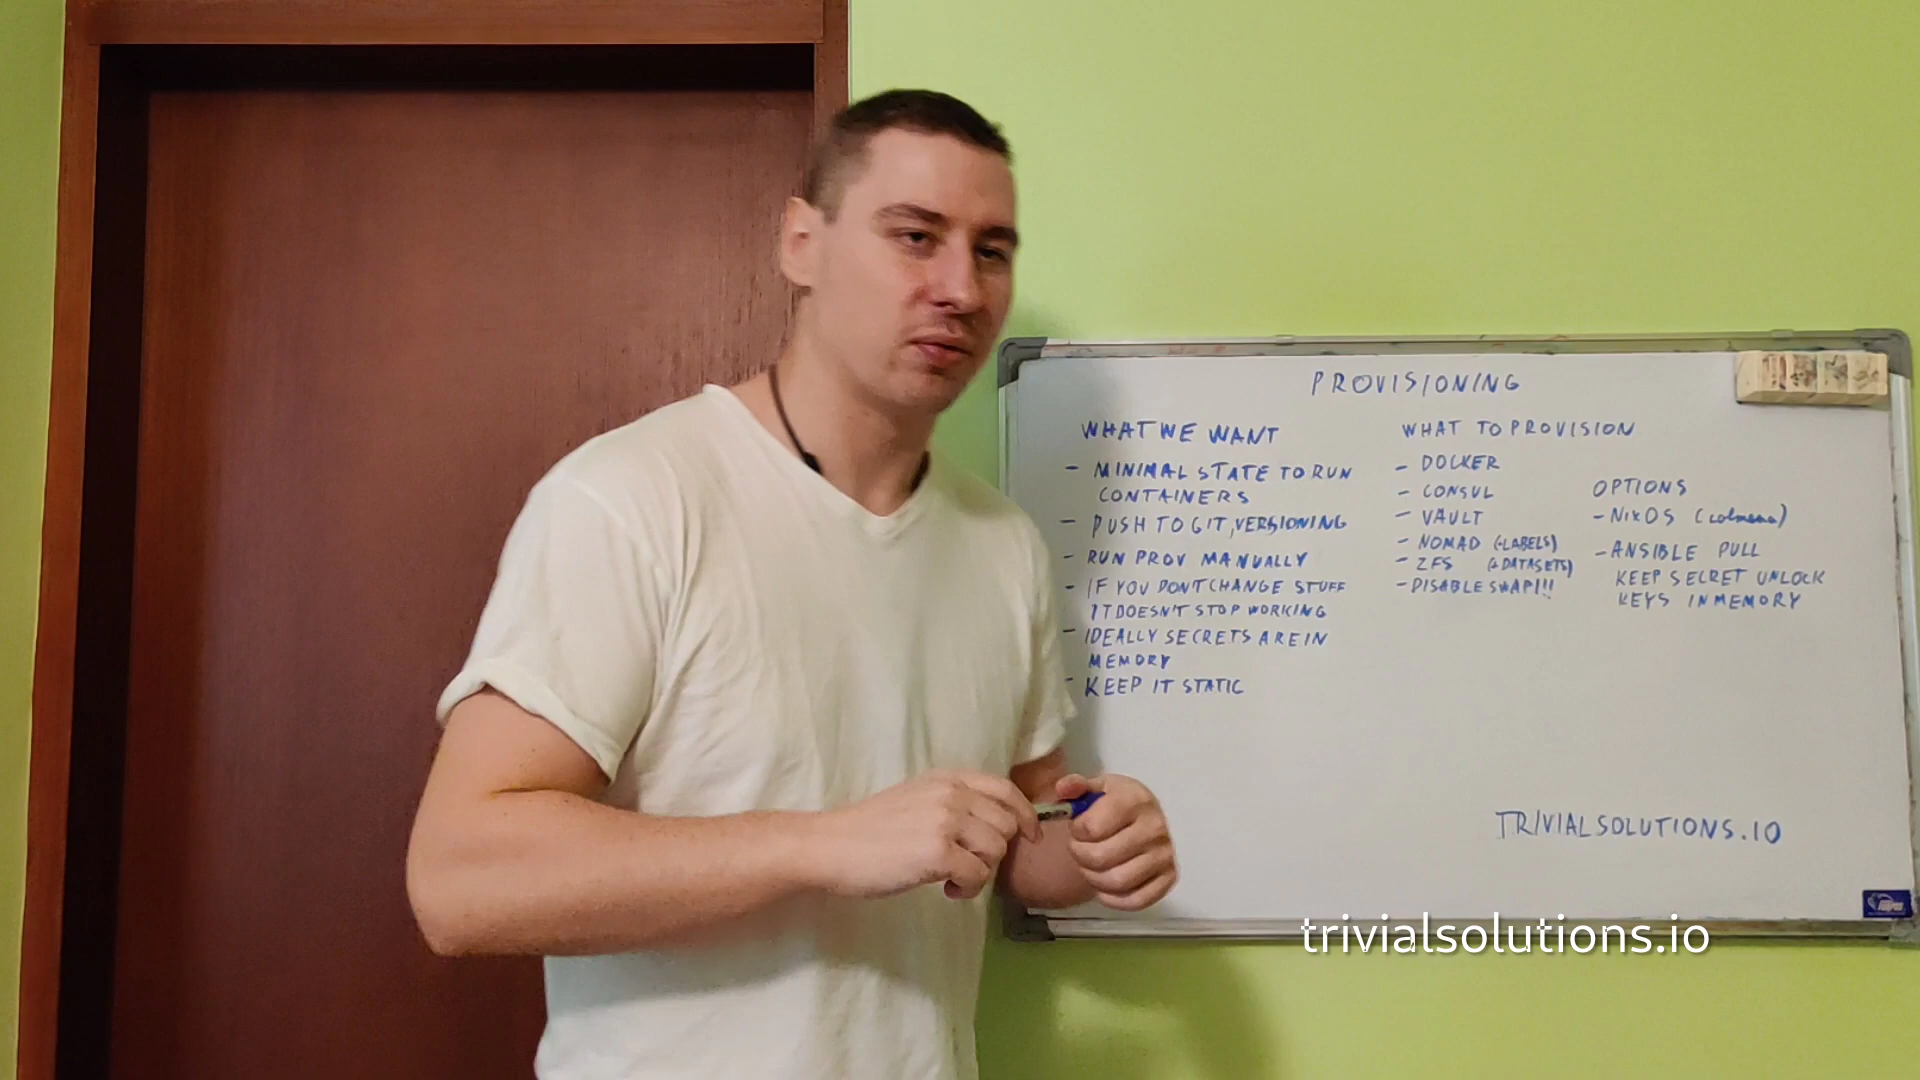 PROVISIONING
WHAT WE WANT
- MINIMAL STATE TO RUN
CONTAINERS
- PUSH TO GIT, VERSIONING
- RUN PROV MANUALLY
- IF YOU DONT CHANGE STUFF
IT DOESN'T STOP WORKING
- IDEALLY SECRETS ARE IN
MEMORY
- KEEP IT STATIC
WHAT TO PROVISION
- DOCKER
- CONSUL
- VAULT
- NOMAD (+LABELS)
- ZFS (+DATASETS)
- DISABLE SWAP!!!
OPTIONS
- NIXOS (colmena)
- ANSIBLE PULL
KEEP SECRET UNLOCK
KEYS IN MEMORY
TRIVIALSOLUTIONS.IO
trivialsolutions.io